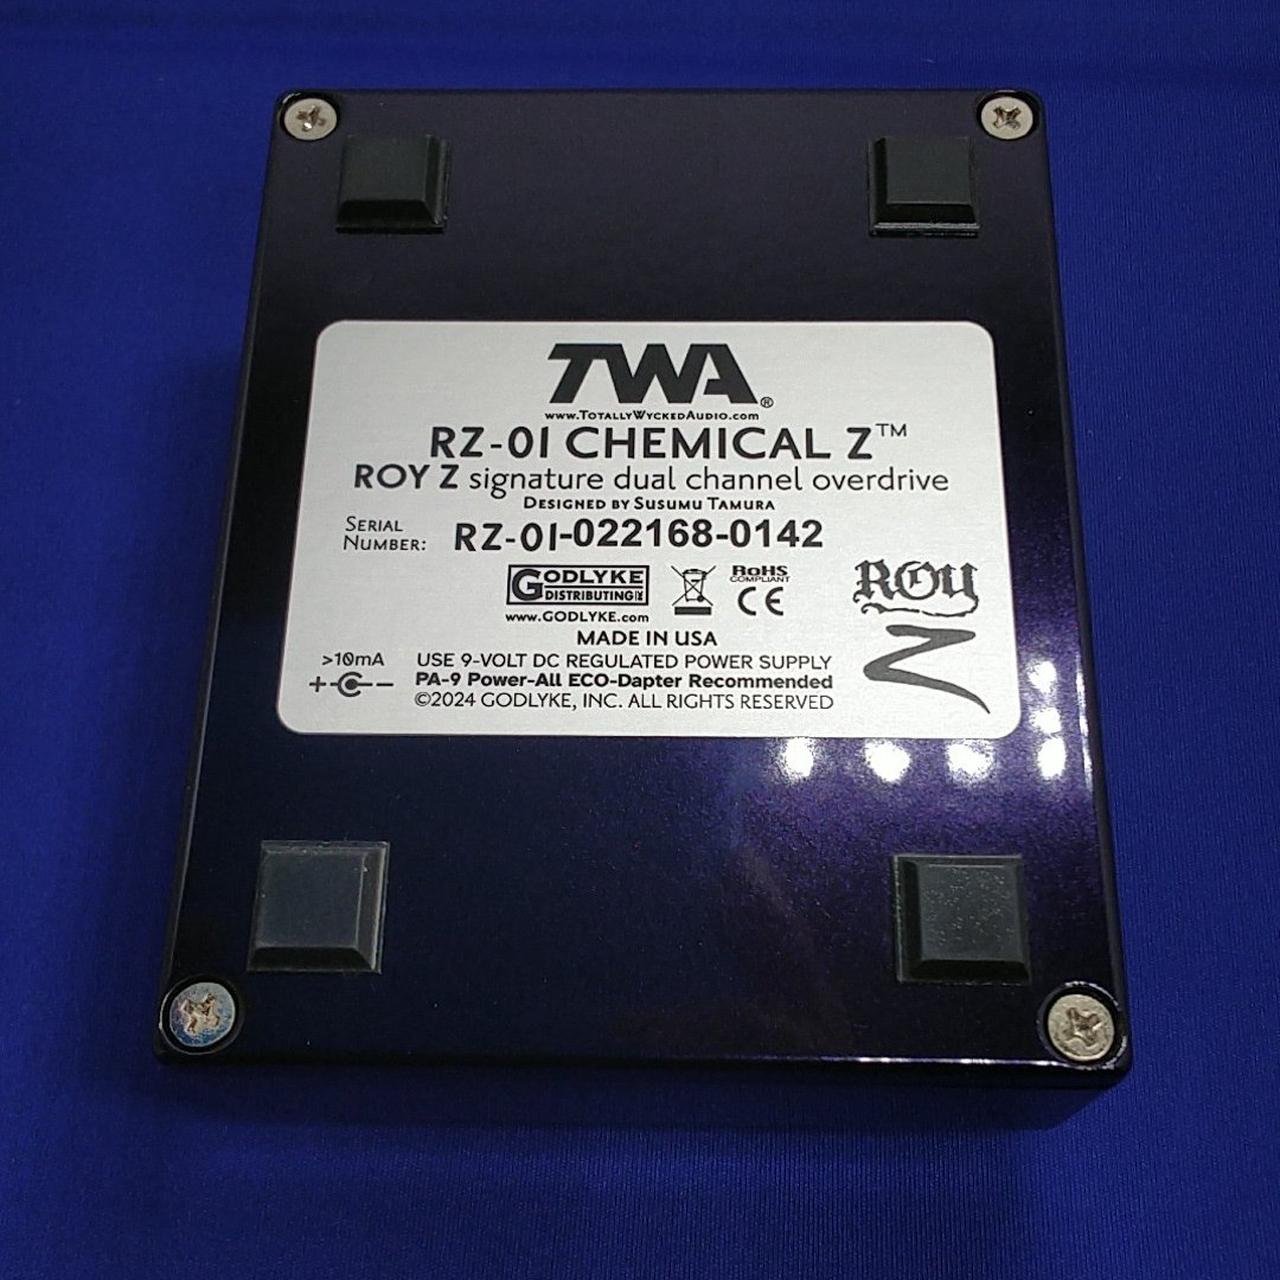 TWA®
www.TotallyWyckedAudio.com
RZ-01 CHEMICAL Z™
ROY Z signature dual channel overdrive
Designed by Susumu Tamura
Serial Number: RZ-01-022168-0142
GODLYKE DISTRIBUTING INC
RoHS COMPLIANT
CE
www.GODLYKE.com
ROY Z
MADE IN USA
>10mA
+ -
USE 9-VOLT DC REGULATED POWER SUPPLY
PA-9 Power-All ECO-Dapter Recommended
©2024 GODLYKE, INC. ALL RIGHTS RESERVED